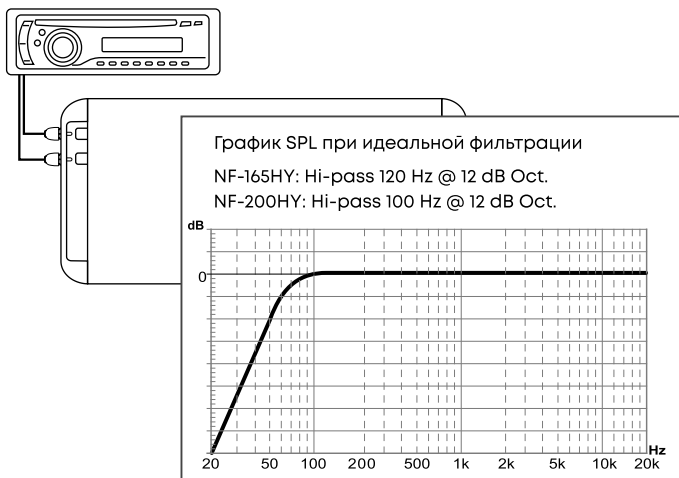 График SPL при идеальной фильтрации
NF-165HY: Hi-pass 120 Hz @ 12 dB Oct.
NF-200HY: Hi-pass 100 Hz @ 12 dB Oct.
dB
0
Hz
20 50 100 200 500 1k 2k 5k 10k 20k